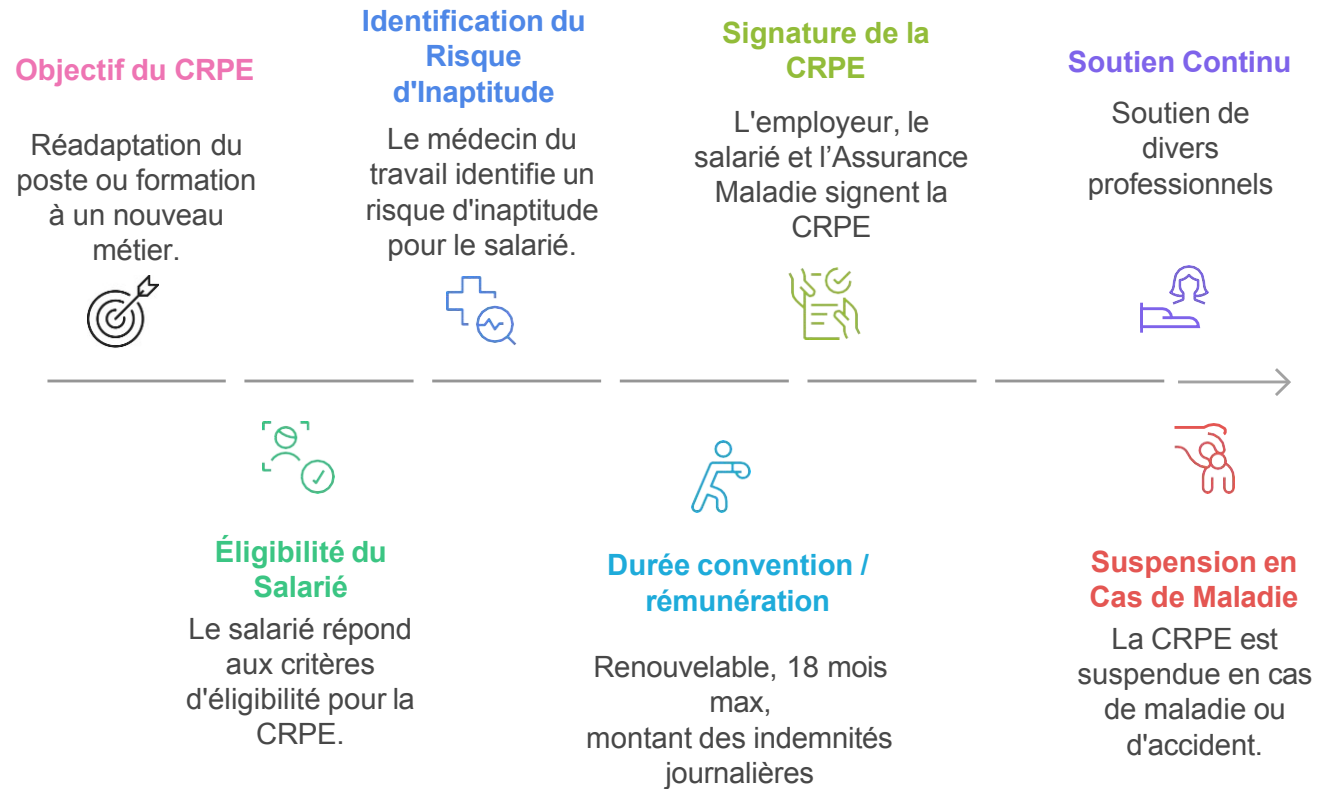 Objectif du CRPE
Réadaptation du
poste ou formation
à un nouveau
métier.
Identification du
Risque
d'Inaptitude
Le médecin du
travail identifie un
risque d'inaptitude
pour le salarié.
Signature de la
CRPE
L'employeur, le
salarié et l’Assurance
Maladie signent la
CRPE
Soutien Continu
Soutien de
divers
professionnels
Éligibilité du
Salarié
Le salarié répond
aux critères
d'éligibilité pour la
CRPE.
Durée convention /
rémunération
Renouvelable, 18 mois
max,
montant des indemnités
journalières
Suspension en
Cas de Maladie
La CRPE est
suspendue en cas
de maladie ou
d'accident.